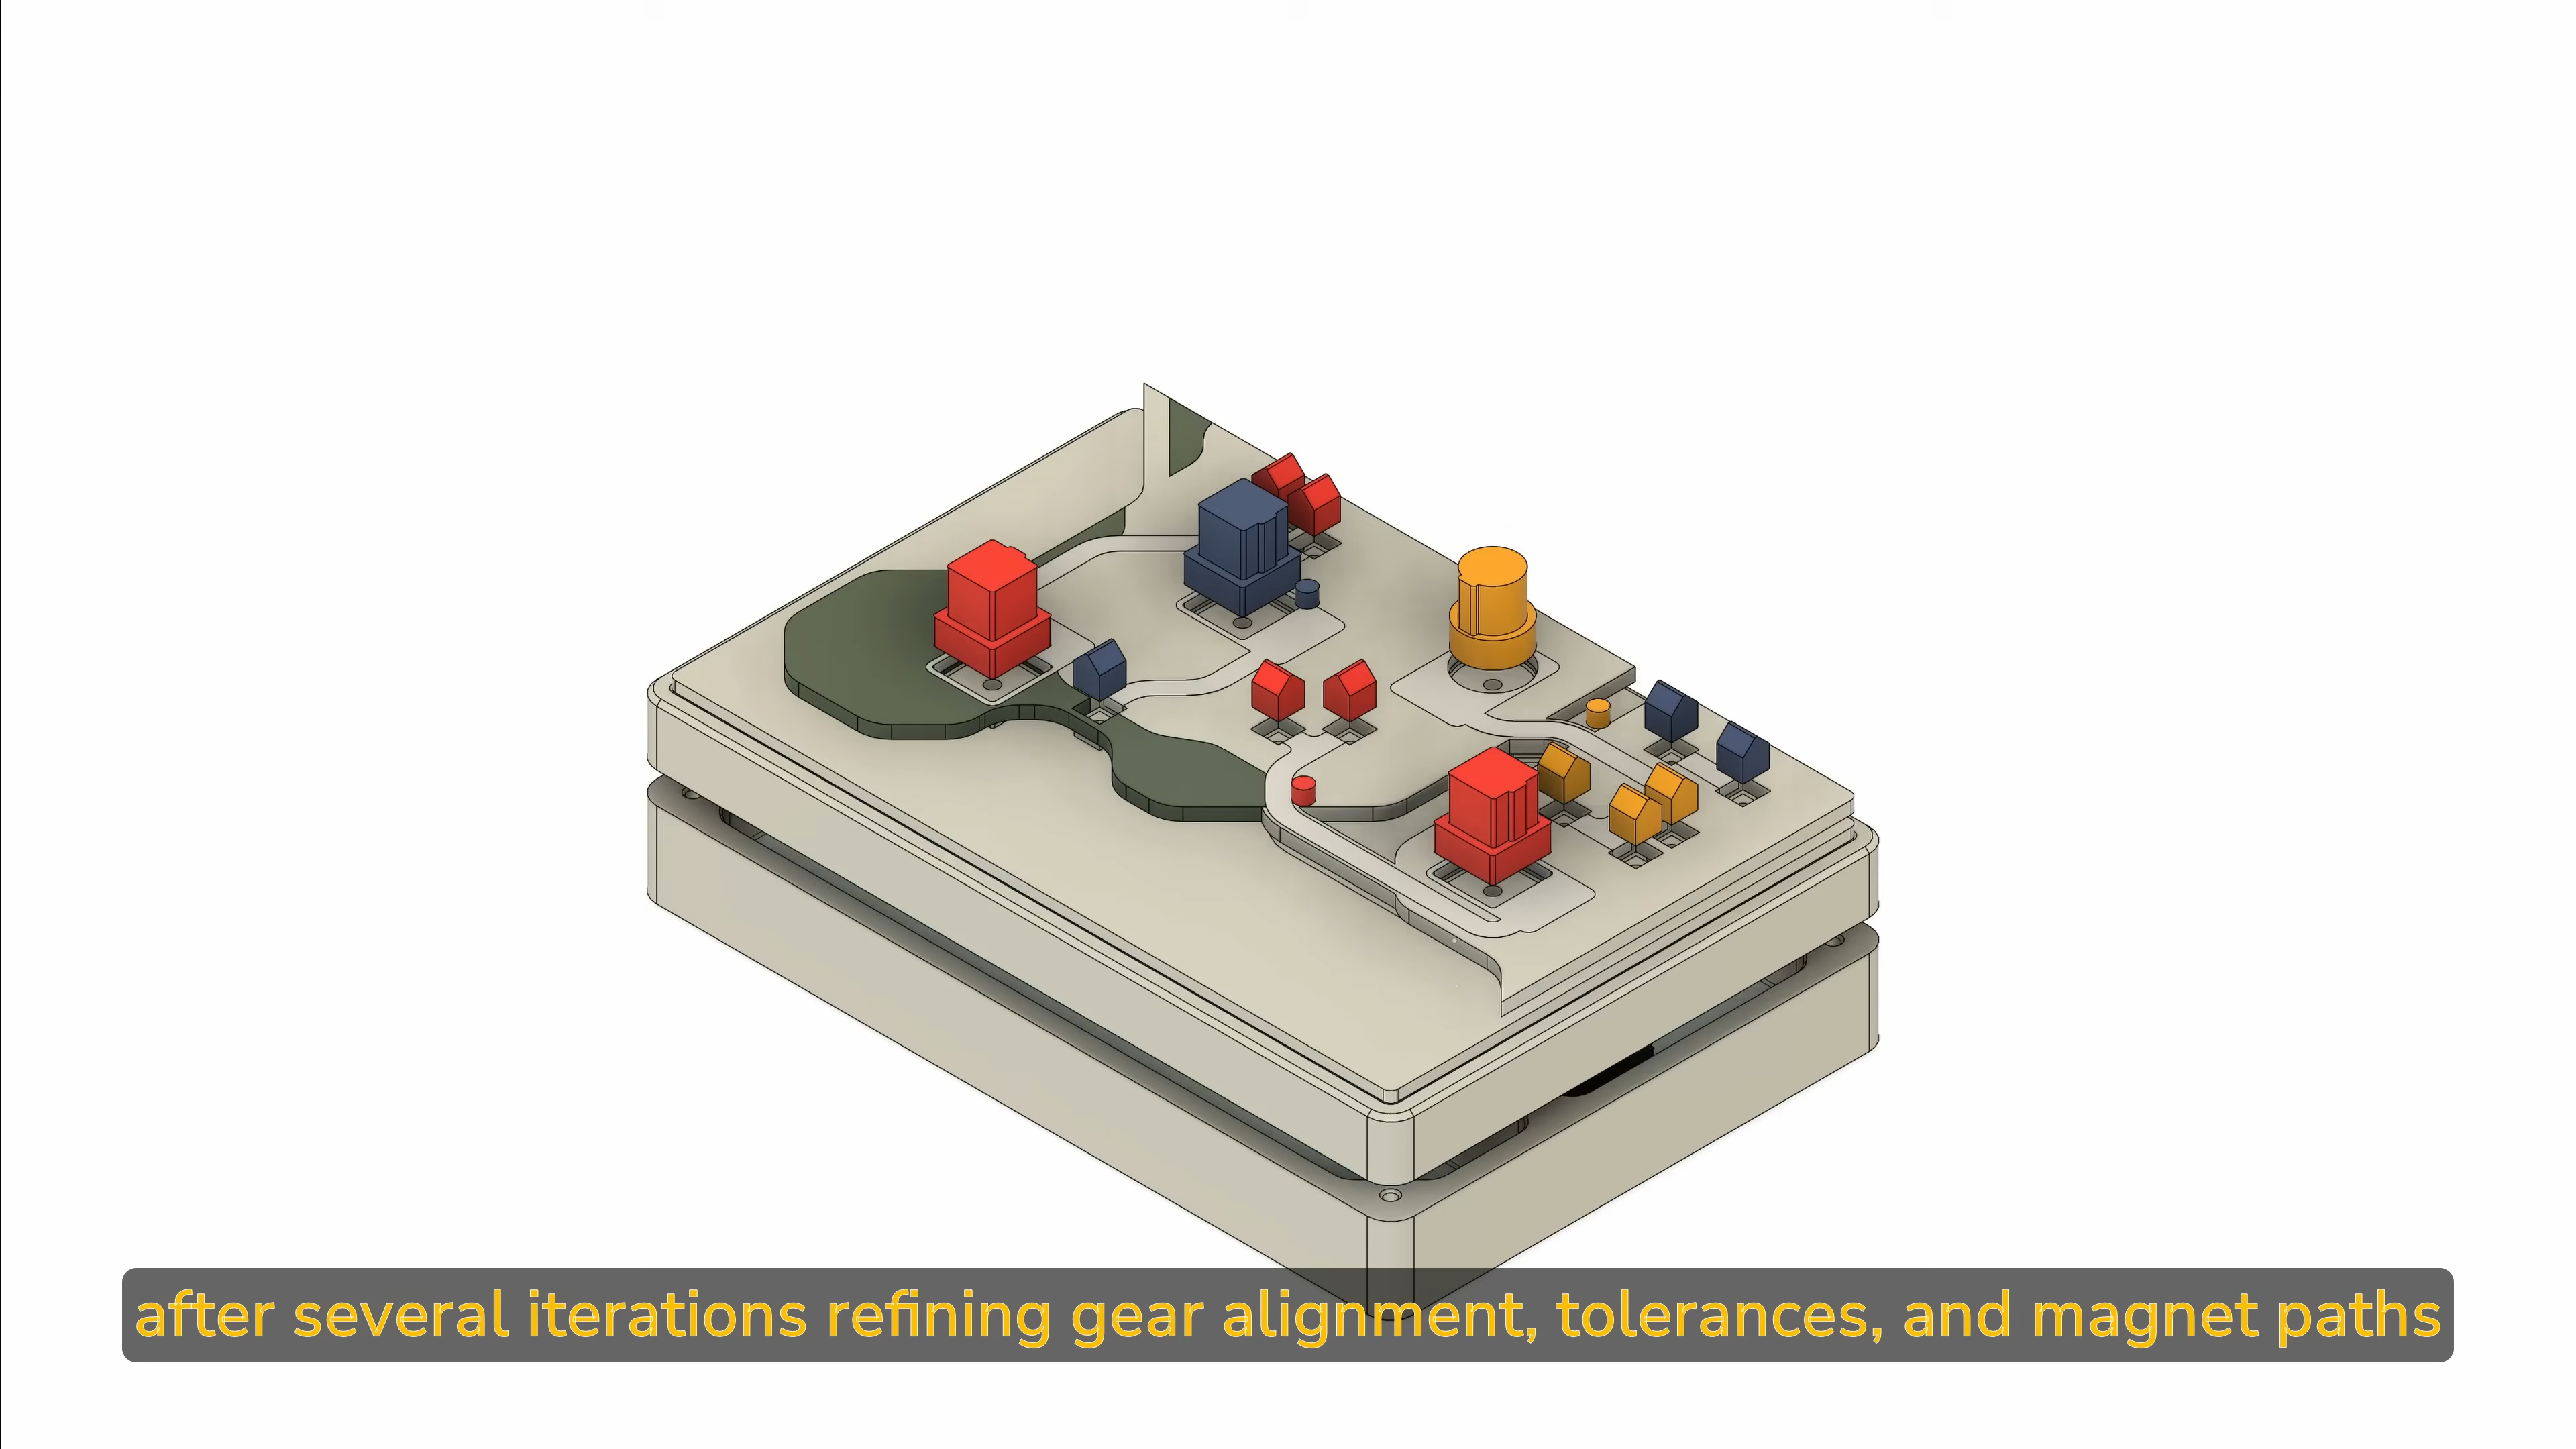 after several iterations refining gear alignment, tolerances, and magnet paths